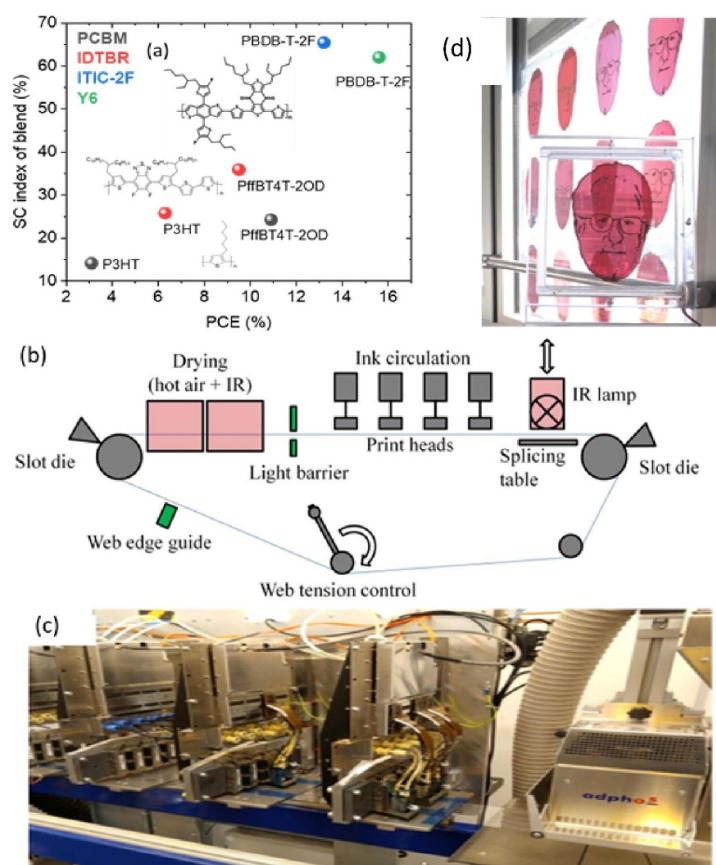 (a)
PCBM
IDTBR
ITIC-2F
Y6
SC index of blend (%)
70
60
50
40
30
20
10
PBDB-T-2F
PBDB-T-2F
PffBT4T-2OD
P3HT
PffBT4T-2OD
P3HT
2 4 6 8 10 12 14 16
PCE (%)
(d)
(b)
Drying
(hot air + IR)
Ink circulation
IR lamp
Slot die
Light barrier
Print heads
Splicing
table
Slot die
Web edge guide
Web tension control
(c)
adphos